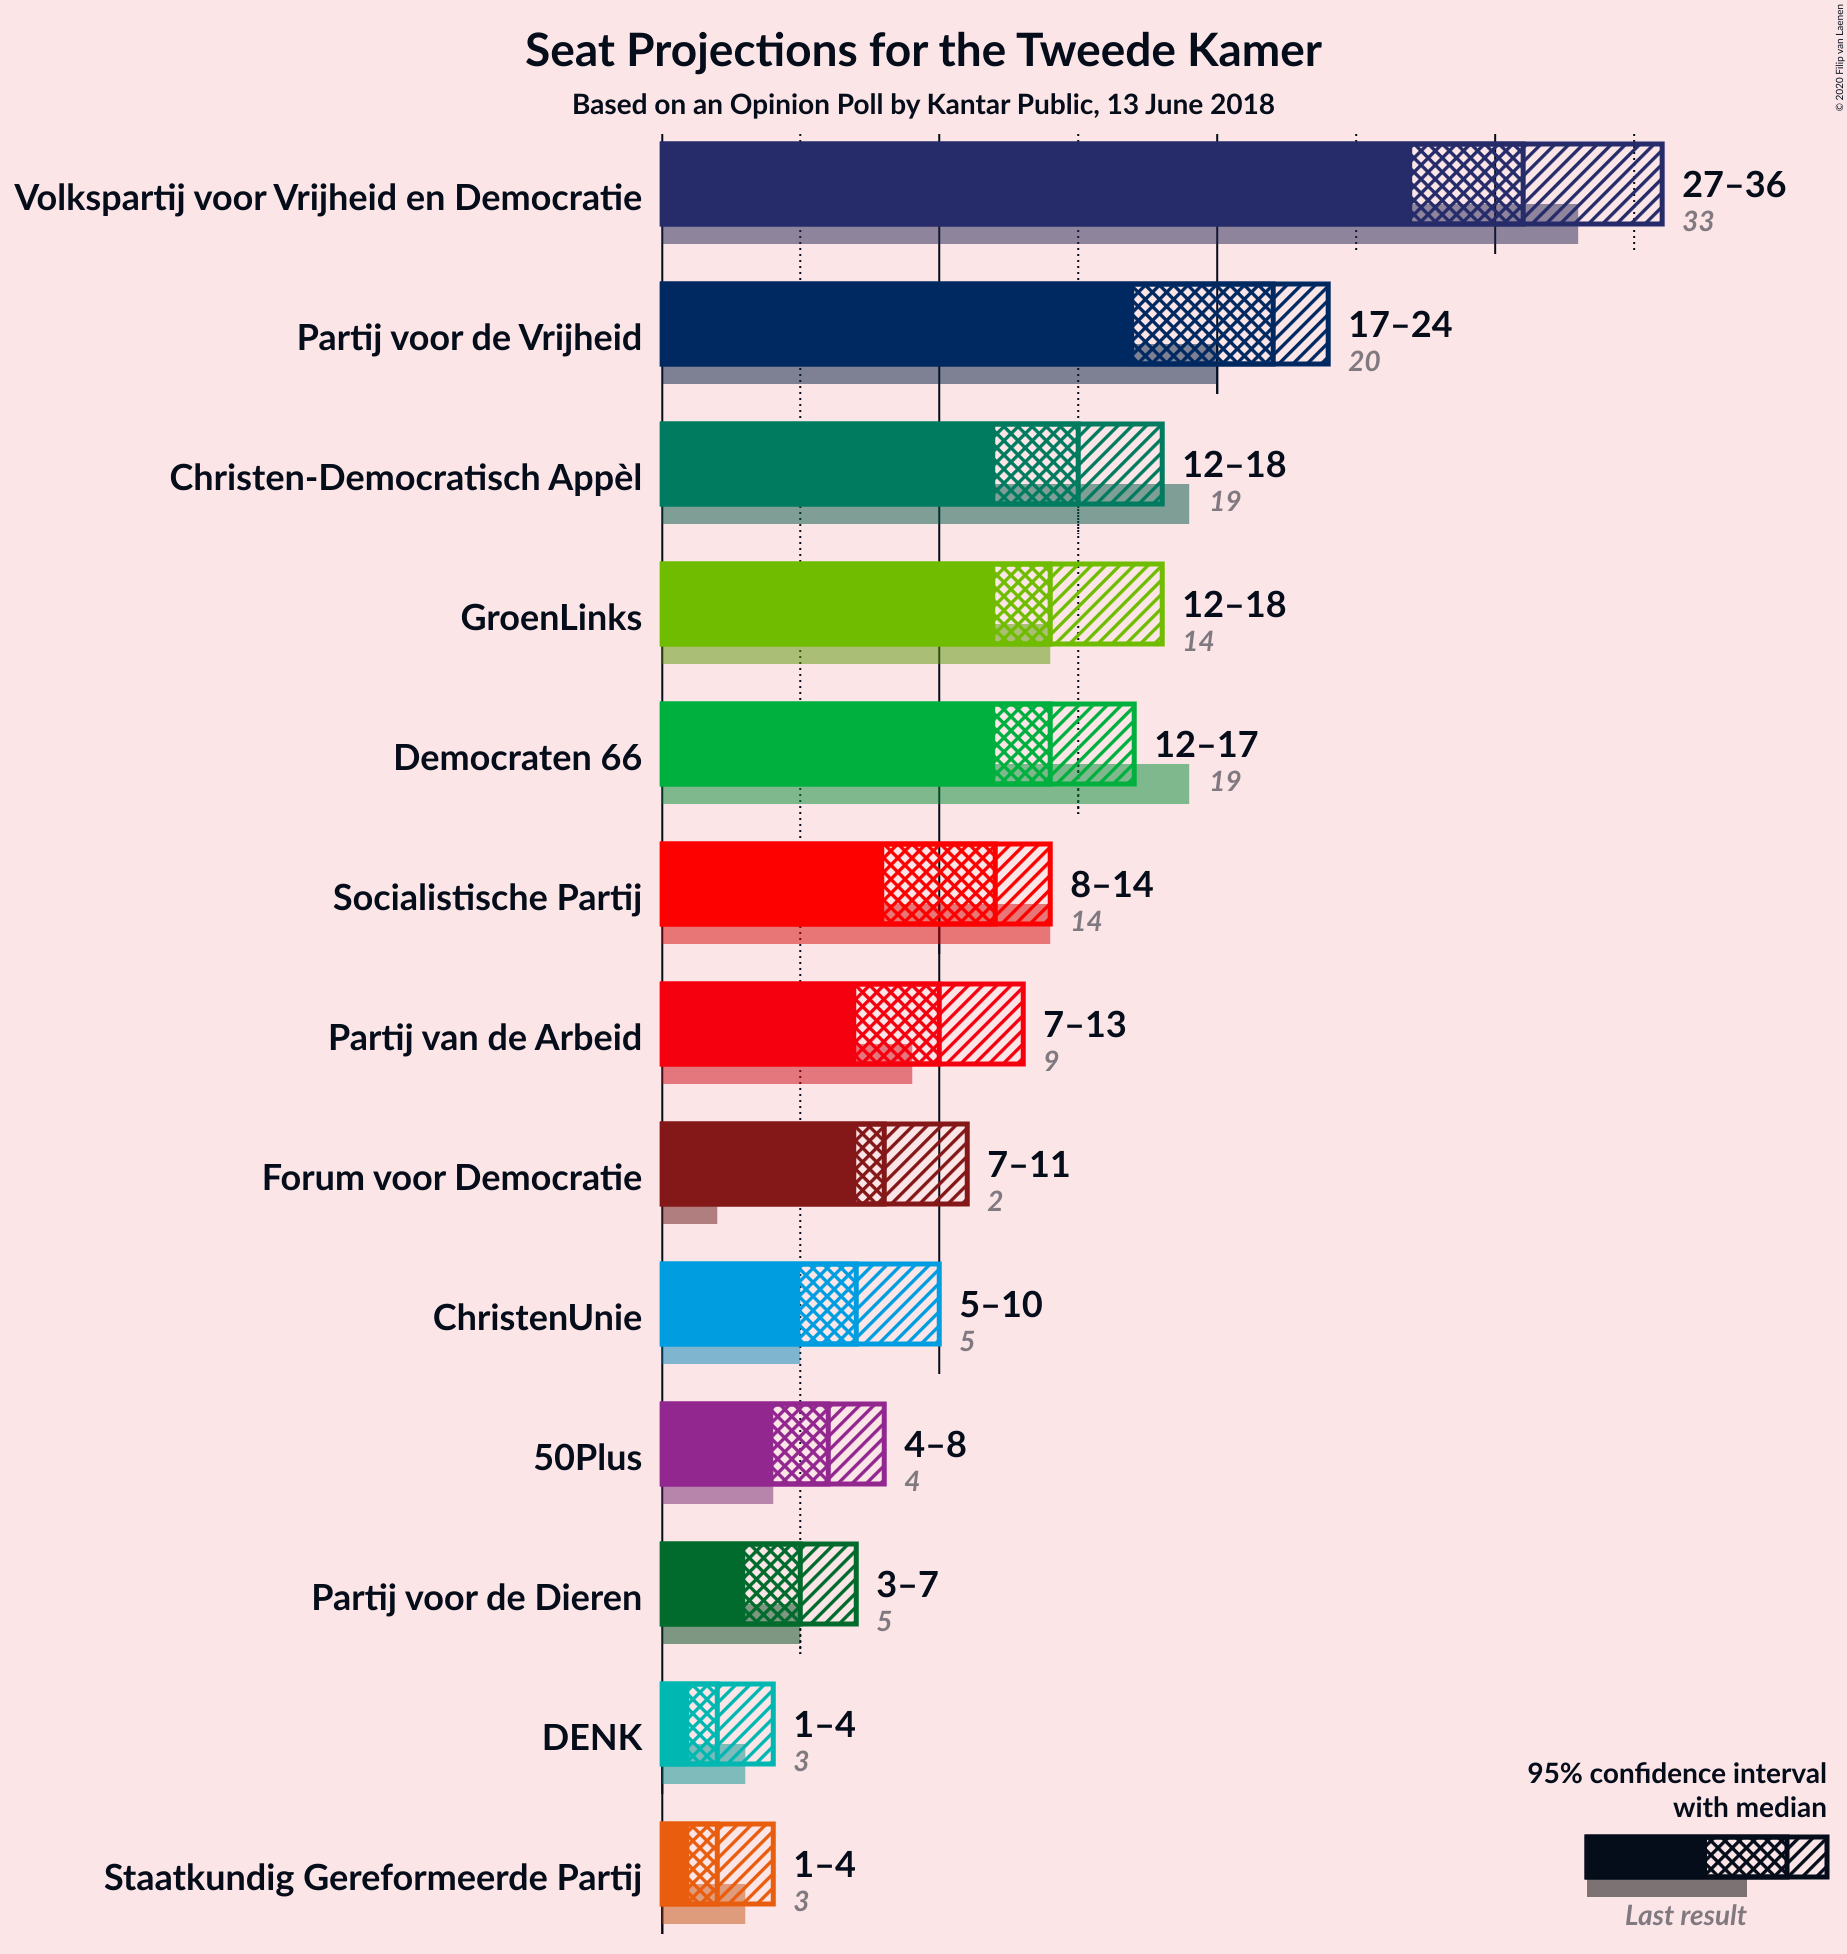 Seat Projections for the Tweede Kamer
Based on an Opinion Poll by Kantar Public, 13 June 2018
© 2020 Filip van Laenen
Volkspartij voor Vrijheid en Democratie
27–36
33
Partij voor de Vrijheid
17–24
20
Christen-Democratisch Appèl
12–18
19
GroenLinks
12–18
14
Democraten 66
12–17
19
Socialistische Partij
8–14
14
Partij van de Arbeid
7–13
9
Forum voor Democratie
7–11
2
ChristenUnie
5–10
5
50Plus
4–8
4
Partij voor de Dieren
3–7
5
DENK
1–4
3
Staatkundig Gereformeerde Partij
1–4
3
95% confidence interval
with median
Last result